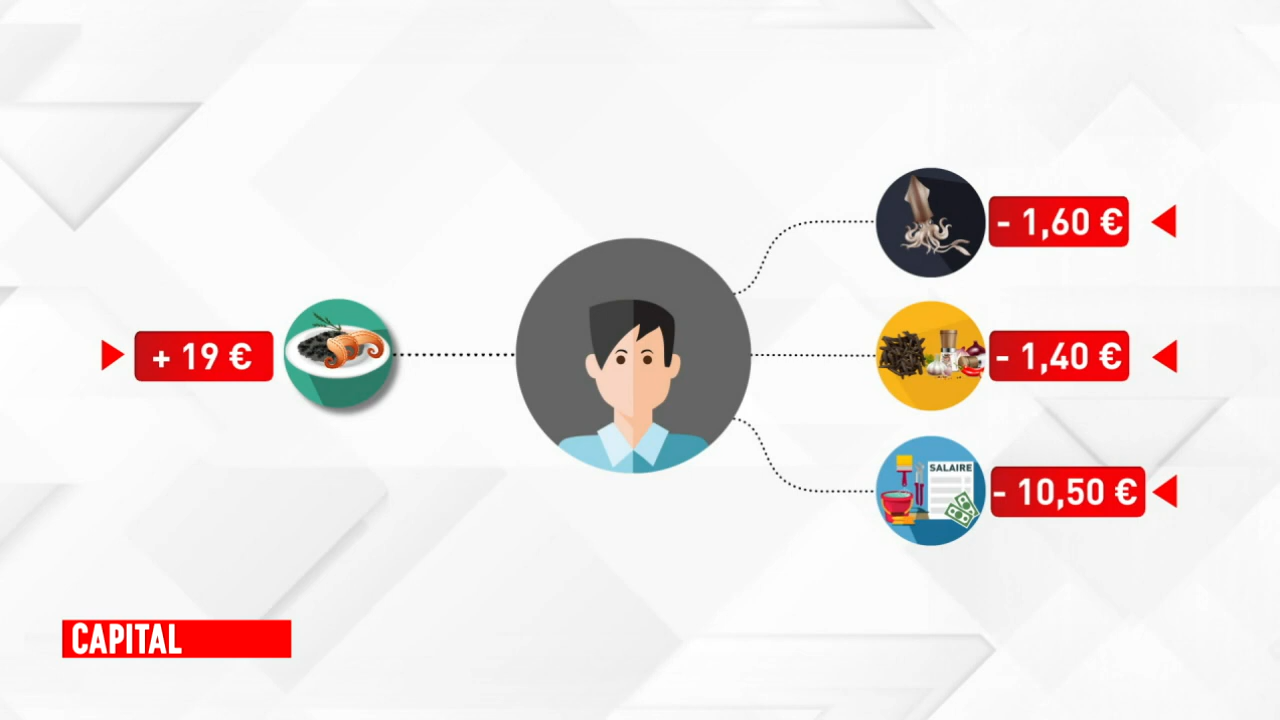 - 1,60 €
+ 19 €
- 1,40 €
SALAIRE
- 10,50 €
CAPITAL